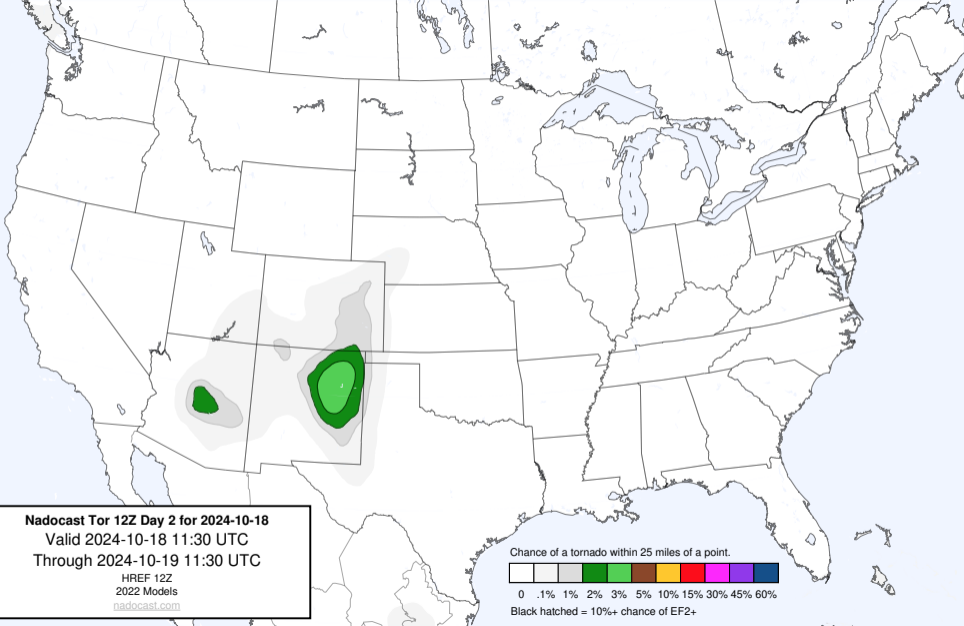 Nadocast Tor 12Z Day 2 for 2024-10-18
Valid 2024-10-18 11:30 UTC
Through 2024-10-19 11:30 UTC
HREF 12Z
2022 Models
nadocast.com
Chance of a tornado within 25 miles of a point.
0 .1% 1% 2% 3% 5% 10% 15% 30% 45% 60%
Black hatched = 10%+ chance of EF2+